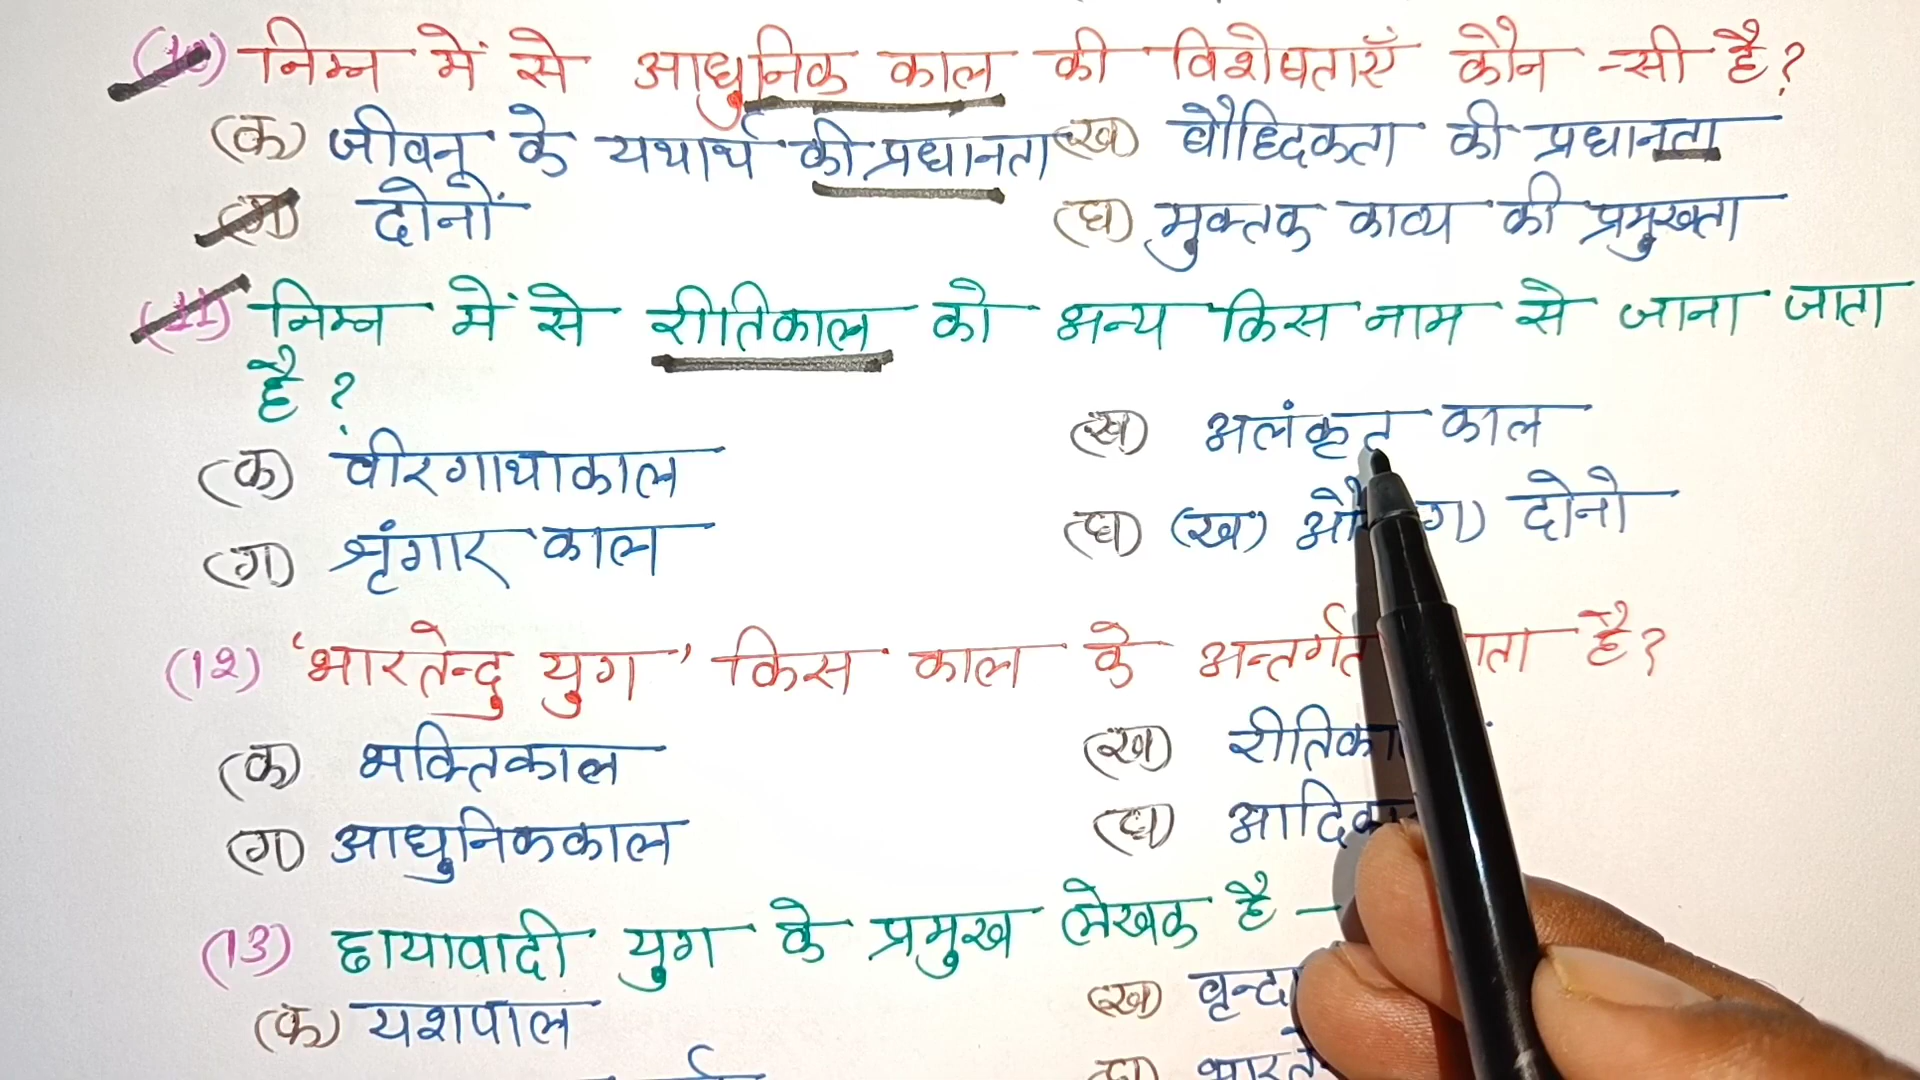 (10) निम्न में से आधुनिक काल की विशेषताएँ कौन -सी है?
(क) जीवन के यथार्थ की प्रधानता (ख) बौद्धिकता की प्रधानता
(ग) दोनों (घ) मुक्तक काव्य की प्रमुखता
(11) निम्न में से रीतिकाल को अन्य किस नाम से जाना जाता
है?
(क) वीरगाथाकाल (ख) अलंकृत काल
(ग) श्रृंगार काल (घ) (ख) ग) दोनो
(12) 'भारतेन्दु युग' किस काल के अन्तर्गत है?
(क) भक्तिकाल (ख)
(ग) आधुनिककाल (घ)
(13) छायावादी युग के प्रमुख लेखक है –
(क) यशपाल (ख)
(घ)